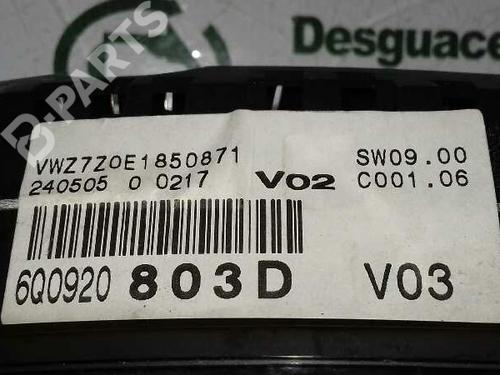 Desguace
D-PARTS
VWZ7Z0E1850871 SW09.00
240505 0 0217 V02 C001.06
6Q0920 803D V03